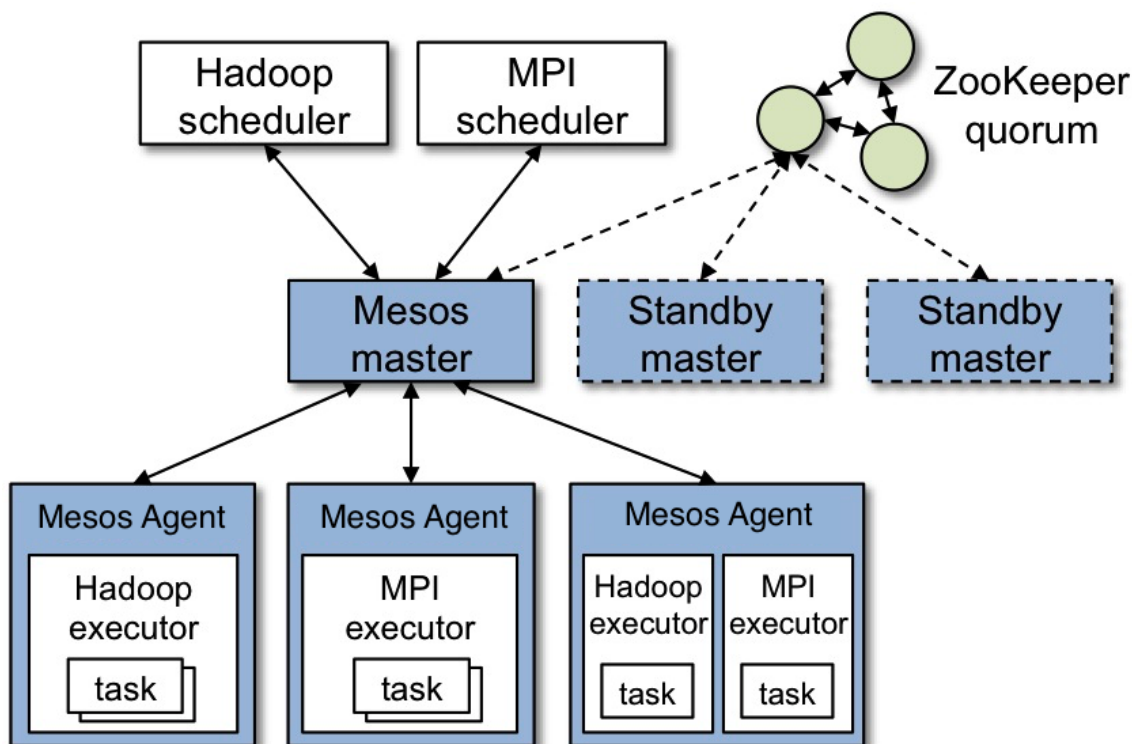 Hadoop
scheduler
MPI
scheduler
ZooKeeper
quorum
Mesos
master
Standby
master
Standby
master
Mesos Agent
Hadoop
executor
task
Mesos Agent
MPI
executor
task
Mesos Agent
Hadoop
executor
task
MPI
executor
task